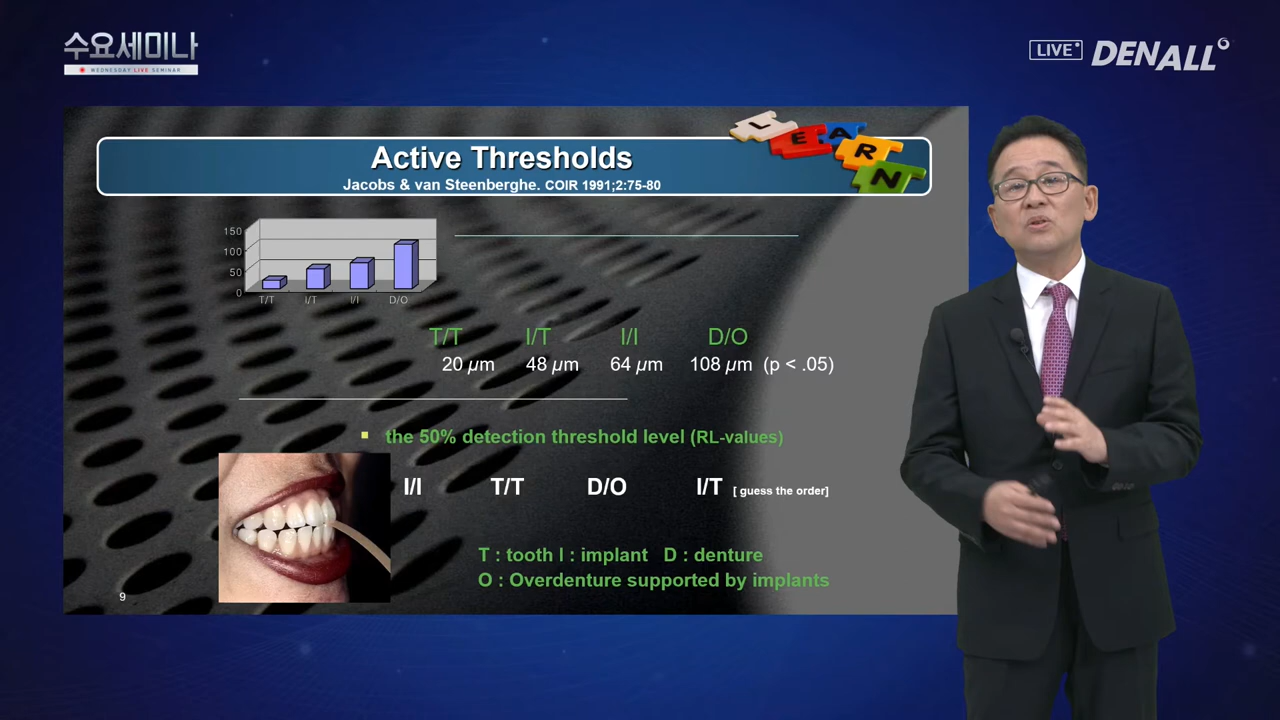 수요세미나
WEDNESDAY LIVE SEMINAR
LIVE
DENALL
LEARN
Active Thresholds
Jacobs & van Steenberghe. COIR 1991;2:75-80
150
100
50
0
T/T I/T I/I D/O
T/T I/T I/I D/O
20 µm 48 µm 64 µm 108 µm (p < .05)
the 50% detection threshold level (RL-values)
I/I T/T D/O I/T [ guess the order]
T : tooth I : implant D : denture
O : Overdenture supported by implants
9